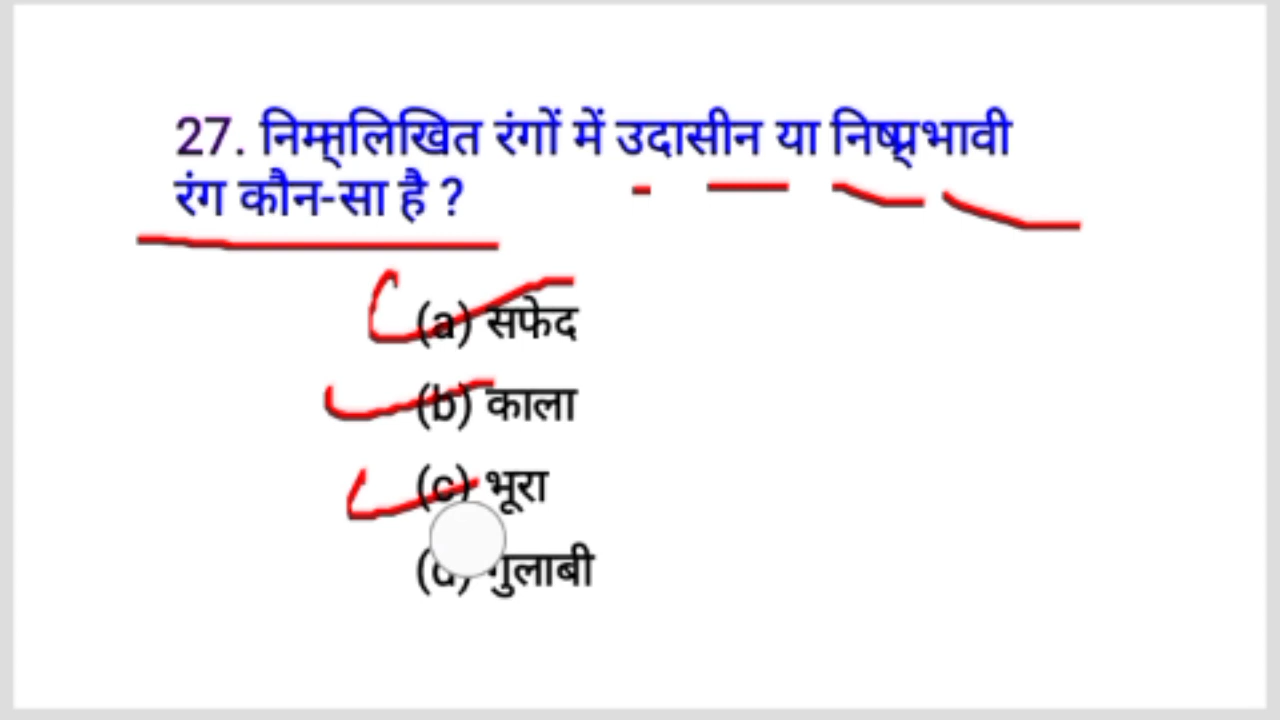 27. निम्नलिखित रंगों में उदासीन या निष्प्रभावी
रंग कौन-सा है ?
(a) सफेद
(b) काला
(c) भूरा
(d) गुलाबी